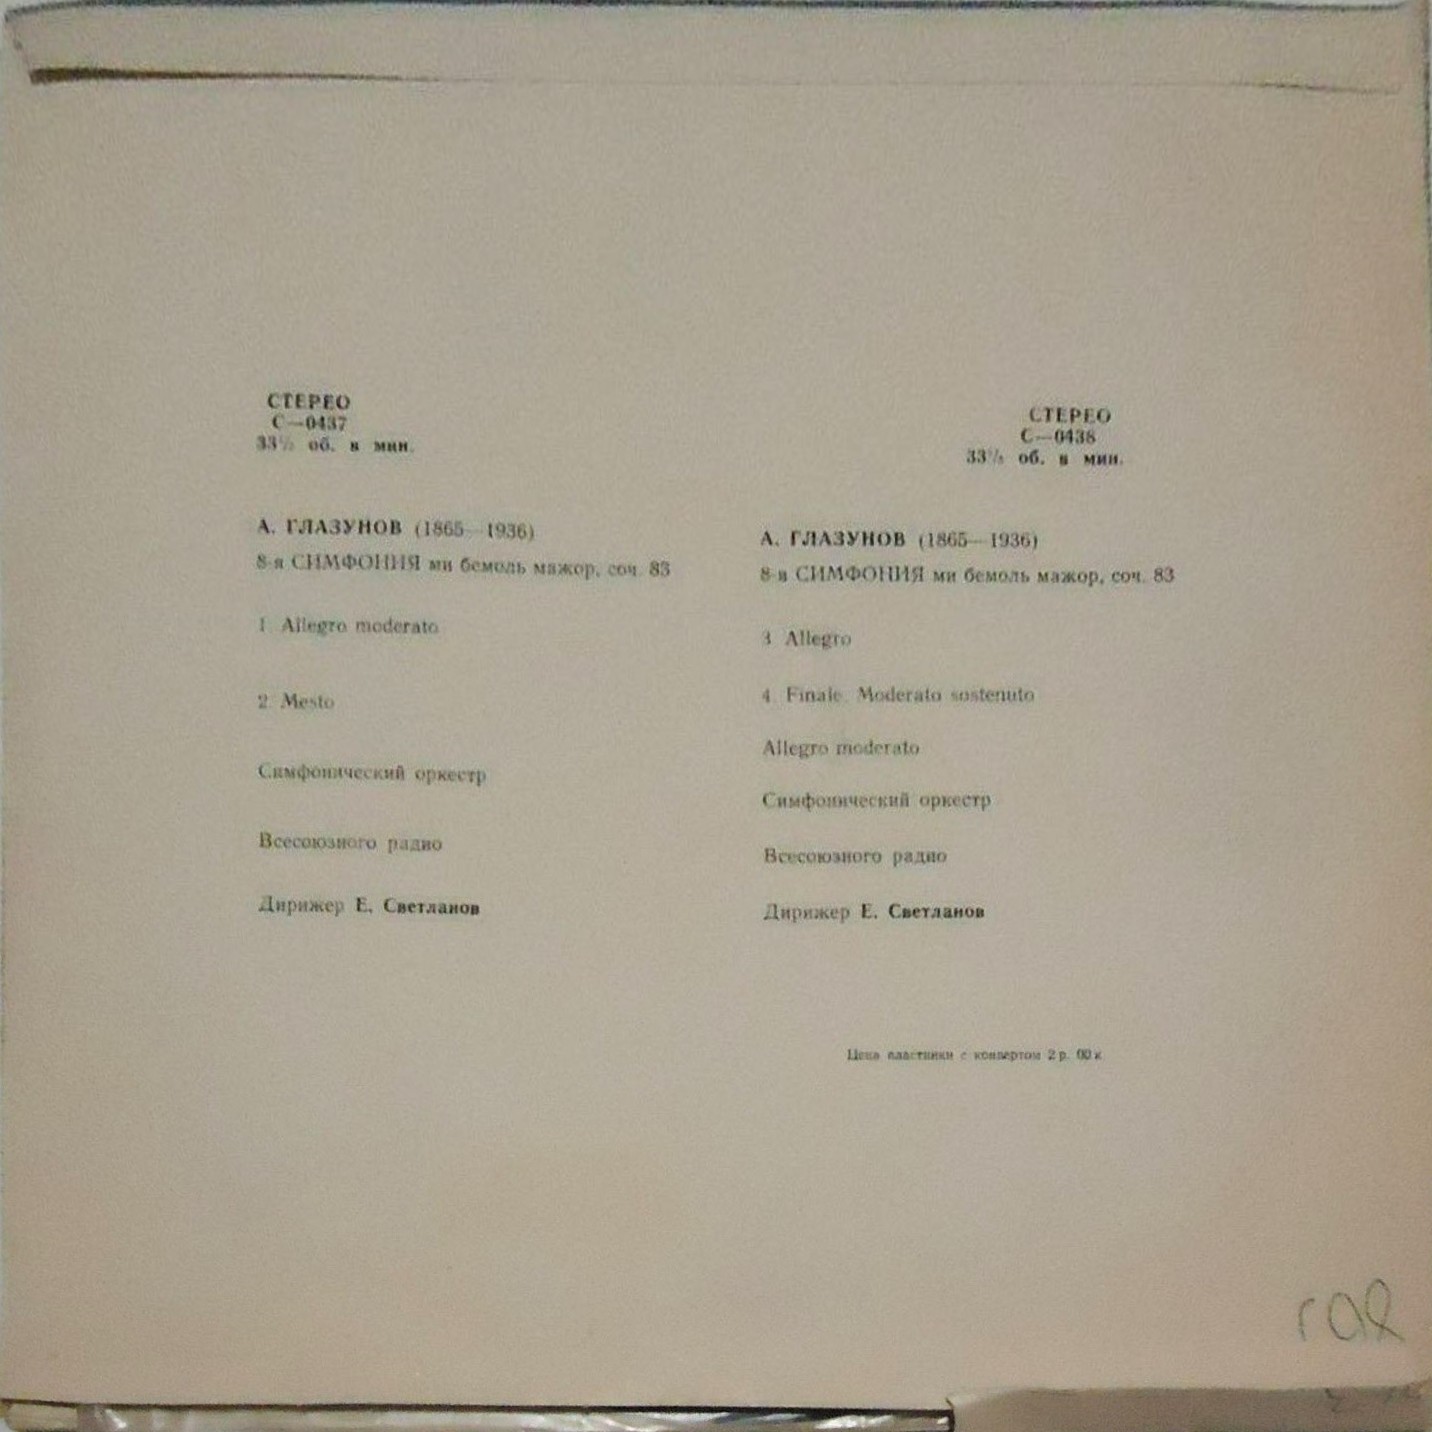 СТЕРЕО
С—0437
33⅓ об. в мин.
А. ГЛАЗУНОВ (1865—1936)
8-я СИМФОНИЯ ми бемоль мажор, соч. 83
1. Allegro moderato
2. Mesto
Симфонический оркестр
Всесоюзного радио
Дирижер Е. Светланов
СТЕРЕО
С—0438
33⅓ об. в мин.
А. ГЛАЗУНОВ (1865—1936)
8-я СИМФОНИЯ ми бемоль мажор, соч. 83
3. Allegro
4. Finale. Moderato sostenuto
Allegro moderato
Симфонический оркестр
Всесоюзного радио
Дирижер Е. Светланов
Цена пластинки с конвертом 2 р. 00 к